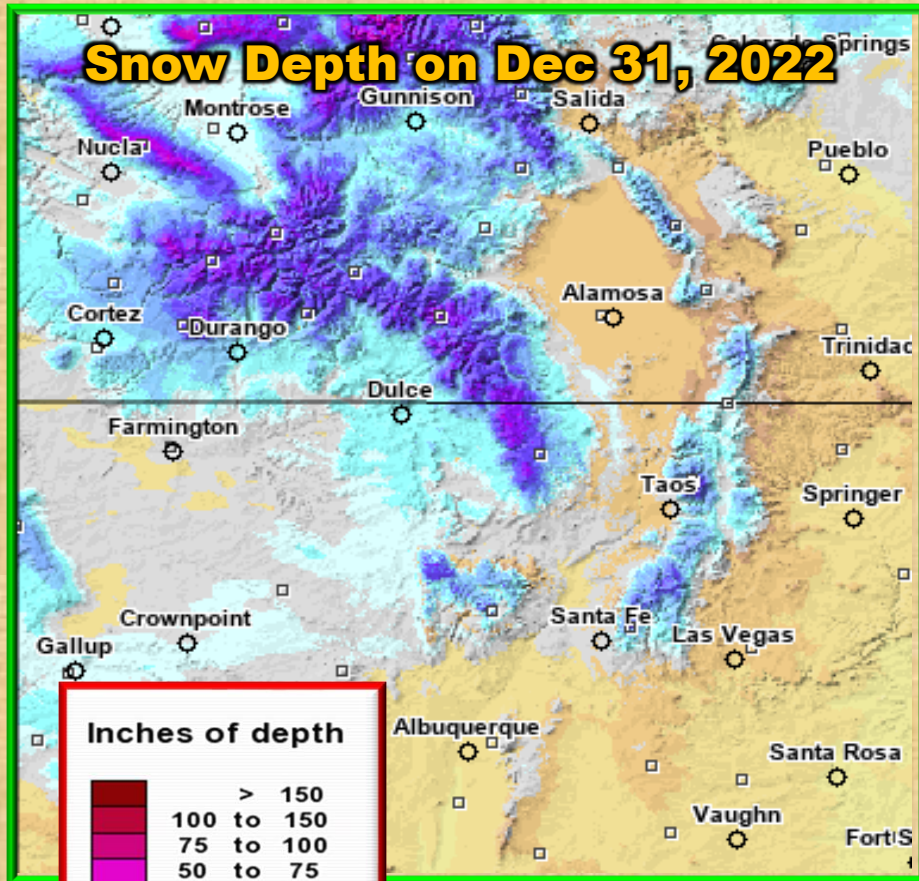 Snow Depth on Dec 31, 2022
Colorado Springs
Gunnison
Salida
Montrose
Nucla
Pueblo
Alamosa
Cortez
Durango
Trinidad
Dulce
Farmington
Taos
Springer
Crownpoint
Santa Fe
Las Vegas
Gallup
Albuquerque
Santa Rosa
Vaughn
Fort S
Inches of depth
> 150
100 to 150
75 to 100
50 to 75